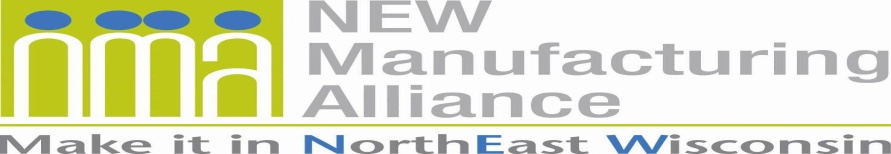 nma
NEW
Manufacturing
Alliance
Make it in NorthEast Wisconsin